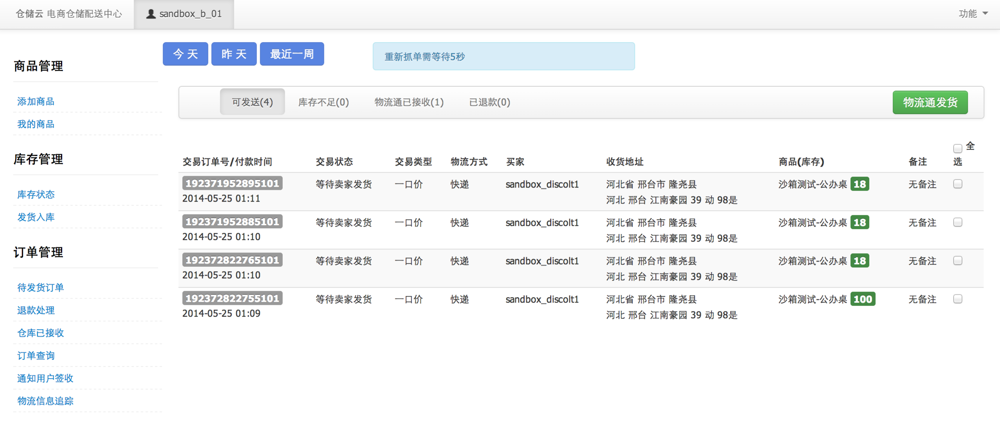 仓储云 电商仓储配送中心 sandbox_b_01 功能
今 天 昨 天 最近一周 重新抓单需等待5秒
商品管理
添加商品
我的商品
库存管理
库存状态
发货入库
订单管理
待发货订单
退款处理
仓库已接收
订单查询
通知用户签收
物流信息追踪
可发送(4) 库存不足(0) 物流通已接收(1) 已退款(0) 物流通发货
交易订单号/付款时间 交易状态 交易类型 物流方式 买家 收货地址 商品(库存) 备注 全选
192371952895101 等待卖家发货 一口价 快递 sandbox_discolt1 河北省 邢台市 隆尧县 沙箱测试-公办桌 18 无备注
2014-05-25 01:11 河北 邢台 江南豪园 39 动 98是
192371952885101 等待卖家发货 一口价 快递 sandbox_discolt1 河北省 邢台市 隆尧县 沙箱测试-公办桌 18 无备注
2014-05-25 01:10 河北 邢台 江南豪园 39 动 98是
192372822765101 等待卖家发货 一口价 快递 sandbox_discolt1 河北省 邢台市 隆尧县 沙箱测试-公办桌 18 无备注
2014-05-25 01:10 河北 邢台 江南豪园 39 动 98是
192372822755101 等待卖家发货 一口价 快递 sandbox_discolt1 河北省 邢台市 隆尧县 沙箱测试-公办桌 100 无备注
2014-05-25 01:09 河北 邢台 江南豪园 39 动 98是